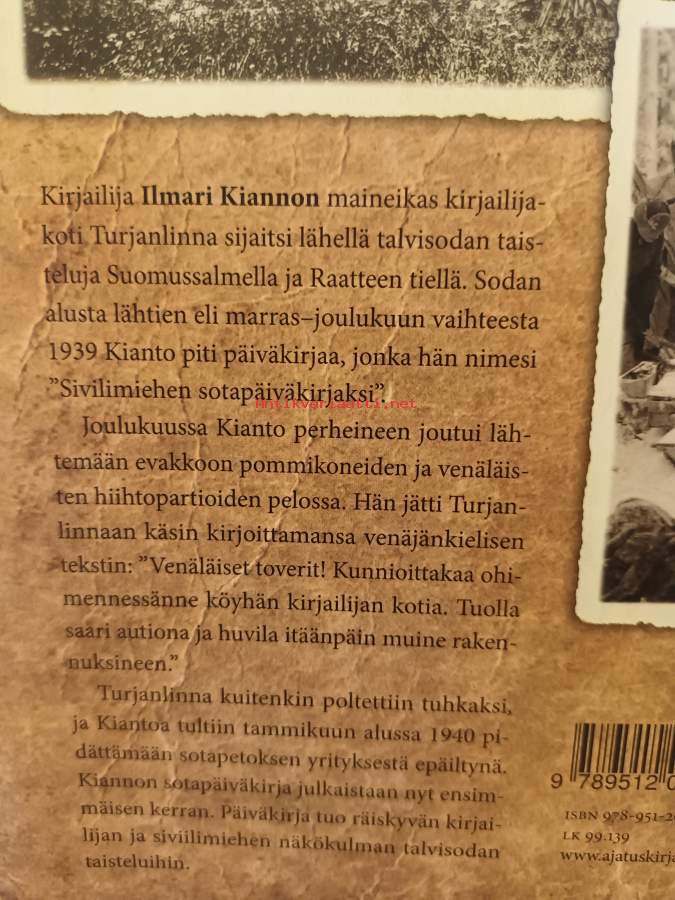 Kirjailija Ilmari Kiannon maineikas kirjailija-
koti Turjanlinna sijaitsi lähellä talvisodan tais-
teluja Suomussalmella ja Raatteen tiellä. Sodan
alusta lähtien eli marras–joulukuun vaihteesta
1939 Kianto piti päiväkirjaa, jonka hän nimesi
”Sivilimiehen sotapäiväkirjaksi”.
Antikvariaatti.net
Joulukuussa Kianto perheineen joutui läh-
temään evakkoon pommikoneiden ja venäläis-
ten hiihtopartioiden pelossa. Hän jätti Turjan-
linnaan käsin kirjoittamansa venäjänkielisen
tekstin: ”Venäläiset toverit! Kunnioittakaa ohi-
mennessänne köyhän kirjailijan kotia. Tuolla
saari autiona ja huvila itäänpäin muine raken-
nuksineen.”
Turjanlinna kuitenkin poltettiin tuhkaksi,
ja Kiantoa tultiin tammikuun alussa 1940 pi-
dättämään sotapetoksen yrityksestä epäiltynä.
Kiannon sotapäiväkirja julkaistaan nyt ensim-
mäisen kerran. Päiväkirja tuo räiskyvän kirjai-
lijan ja siviilimiehen näkökulman talvisodan
taisteluihin.
9 789512
ISBN 978-951-2
LK 99.139
www.ajatuskirja